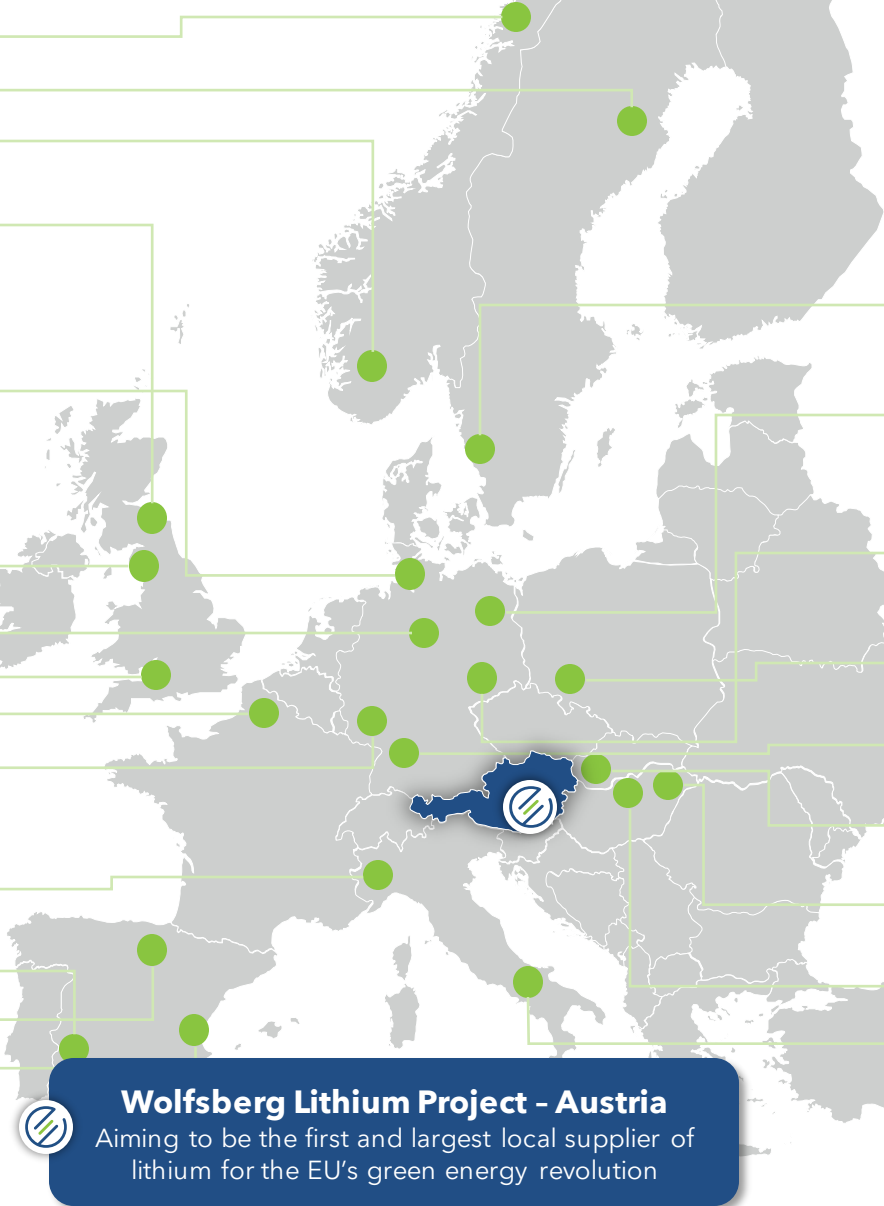 Wolfsberg Lithium Project – Austria
Aiming to be the first and largest local supplier of
lithium for the EU’s green energy revolution